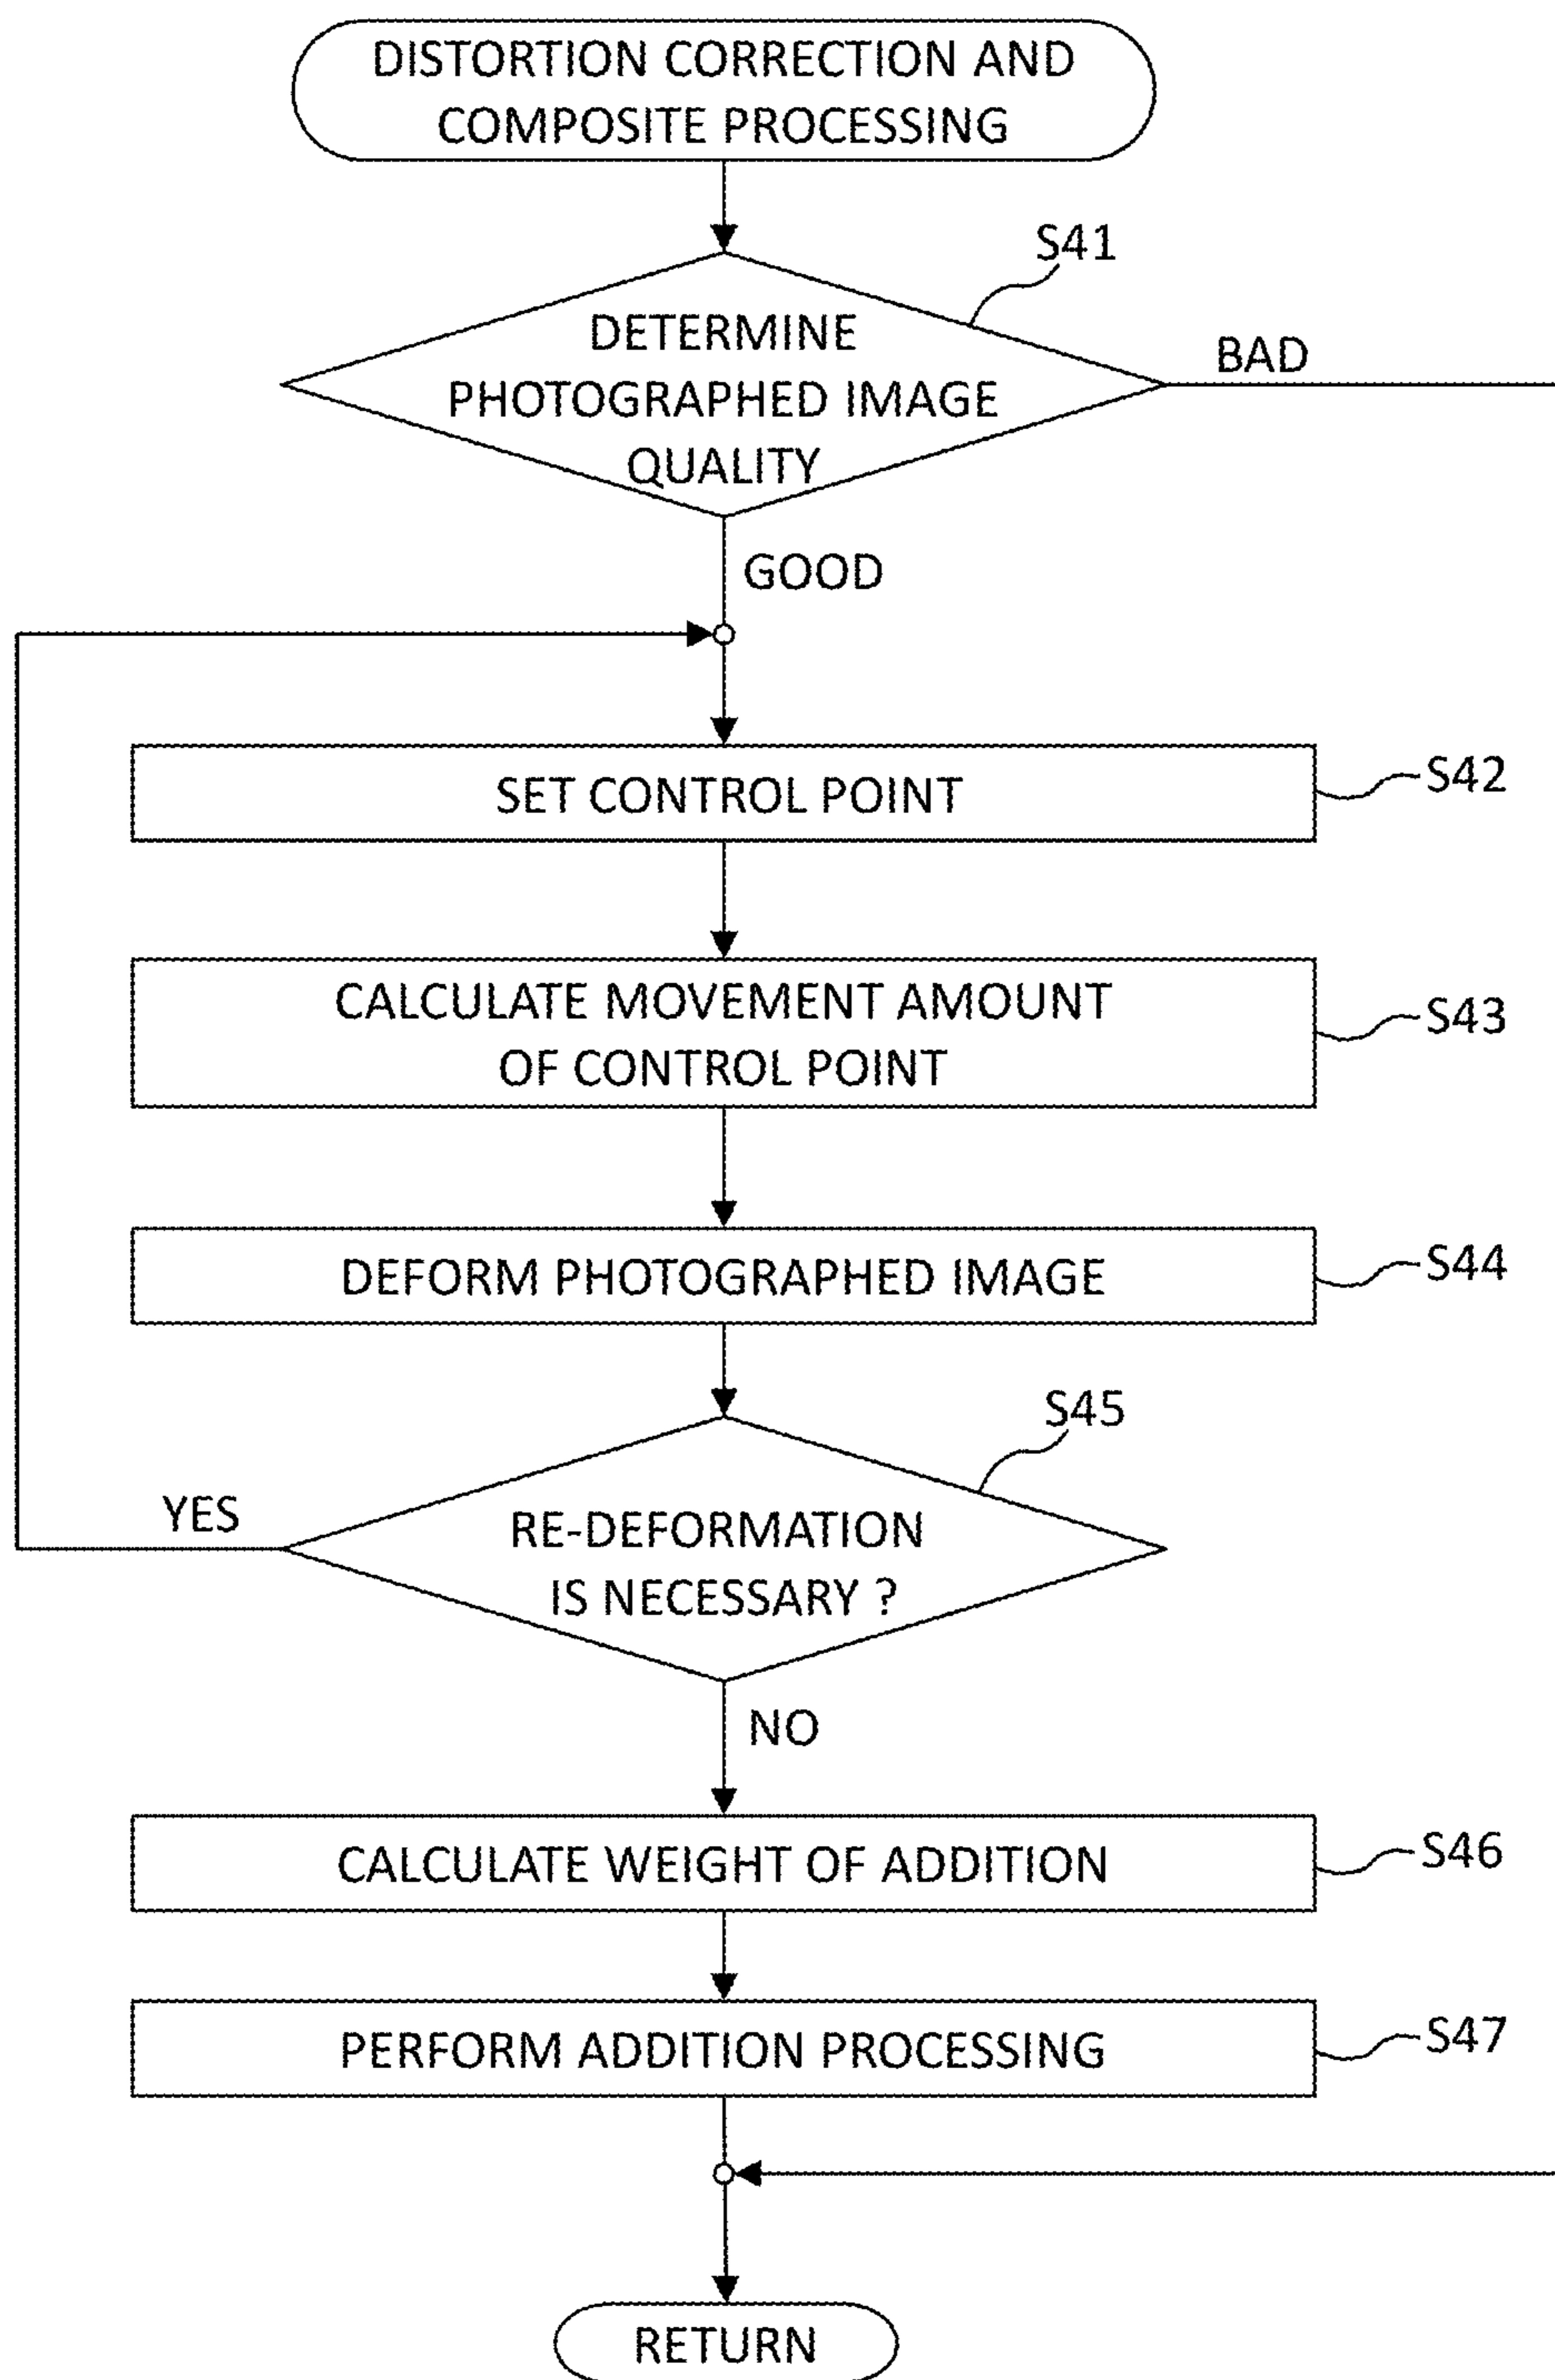 DISTORTION CORRECTION AND
COMPOSITE PROCESSING
S41
DETERMINE
PHOTOGRAPHED IMAGE
QUALITY
BAD
GOOD
SET CONTROL POINT
S42
CALCULATE MOVEMENT AMOUNT
OF CONTROL POINT
S43
DEFORM PHOTOGRAPHED IMAGE
S44
S45
YES
RE-DEFORMATION
IS NECESSARY ?
NO
CALCULATE WEIGHT OF ADDITION
S46
PERFORM ADDITION PROCESSING
S47
RETURN